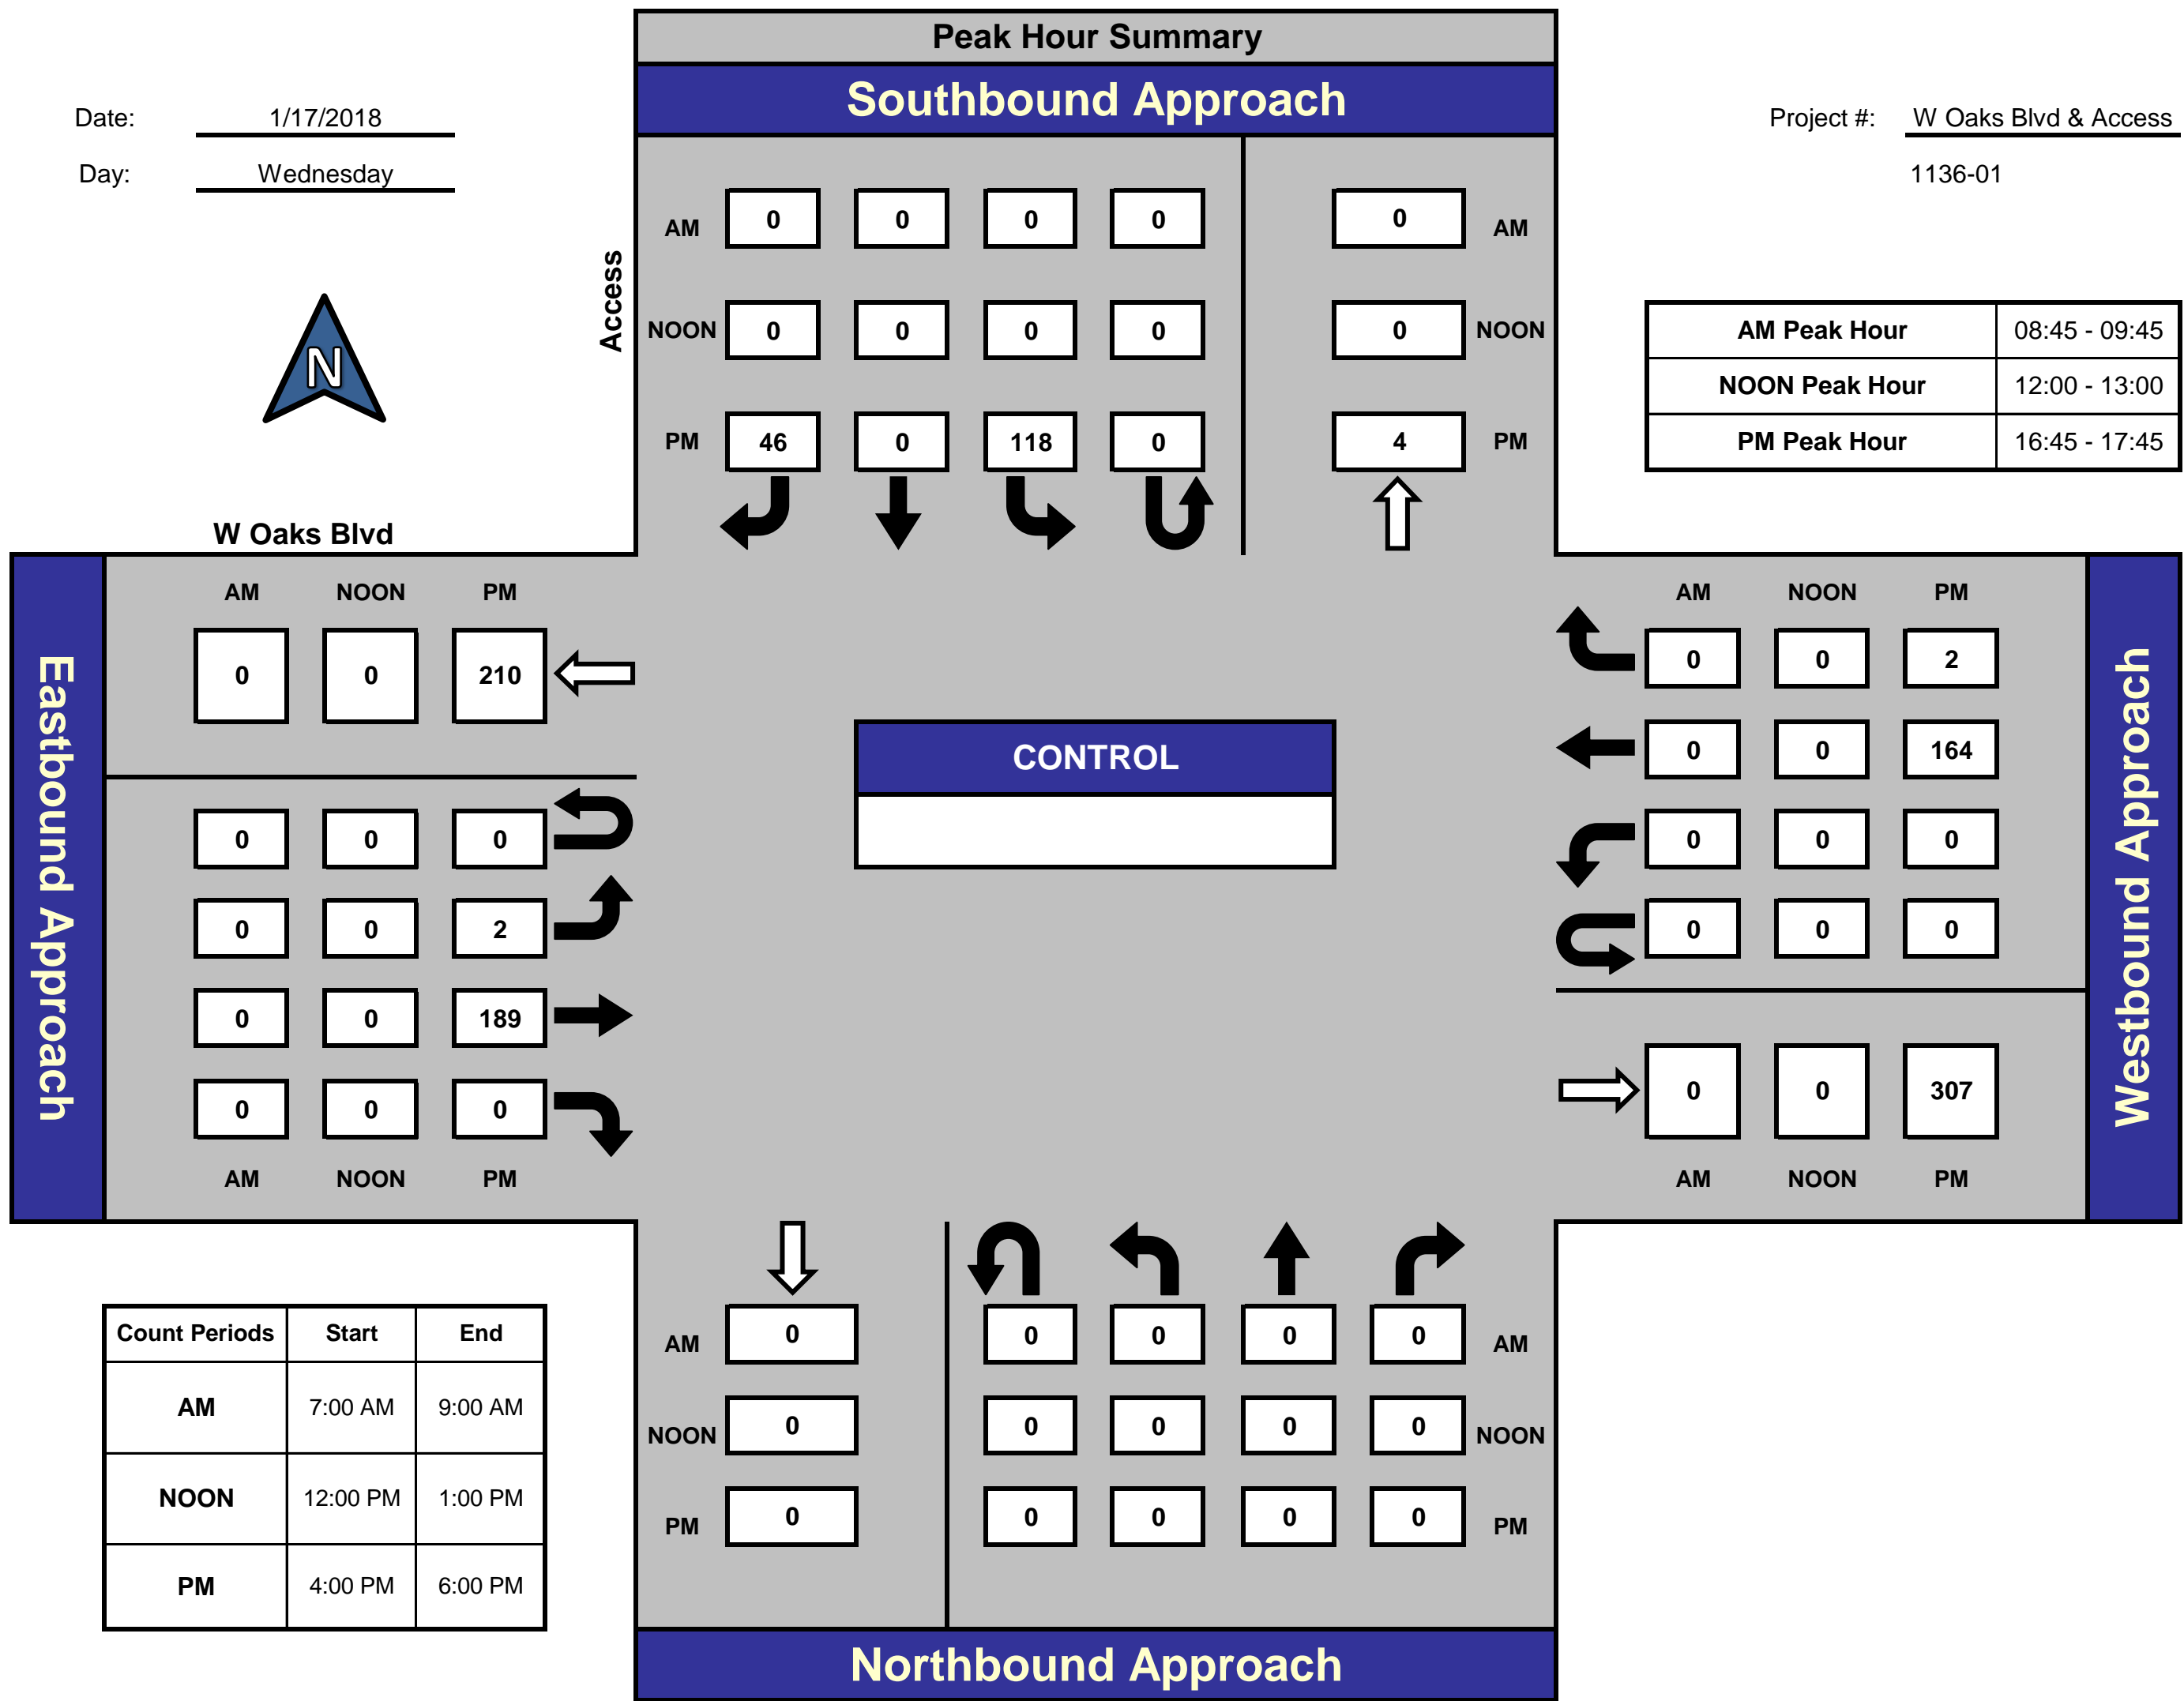 Peak Hour Summary
Southbound Approach
Date: 1/17/2018
Day: Wednesday
Project #: W Oaks Blvd & Access
1136-01
N
Access
AM 0 0 0 0 0 AM
NOON 0 0 0 0 0 NOON
PM 46 0 118 0 4 PM
AM Peak Hour 08:45 - 09:45
NOON Peak Hour 12:00 - 13:00
PM Peak Hour 16:45 - 17:45
W Oaks Blvd
Eastbound Approach
AM NOON PM
0 0 210
0 0 0
0 0 2
0 0 189
0 0 0
AM NOON PM
CONTROL
AM NOON PM
0 0 2
0 0 164
0 0 0
0 0 0
0 0 307
AM NOON PM
Westbound Approach
Count Periods Start End
AM 7:00 AM 9:00 AM
NOON 12:00 PM 1:00 PM
PM 4:00 PM 6:00 PM
AM 0 0 0 0 0 AM
NOON 0 0 0 0 0 NOON
PM 0 0 0 0 0 PM
Northbound Approach